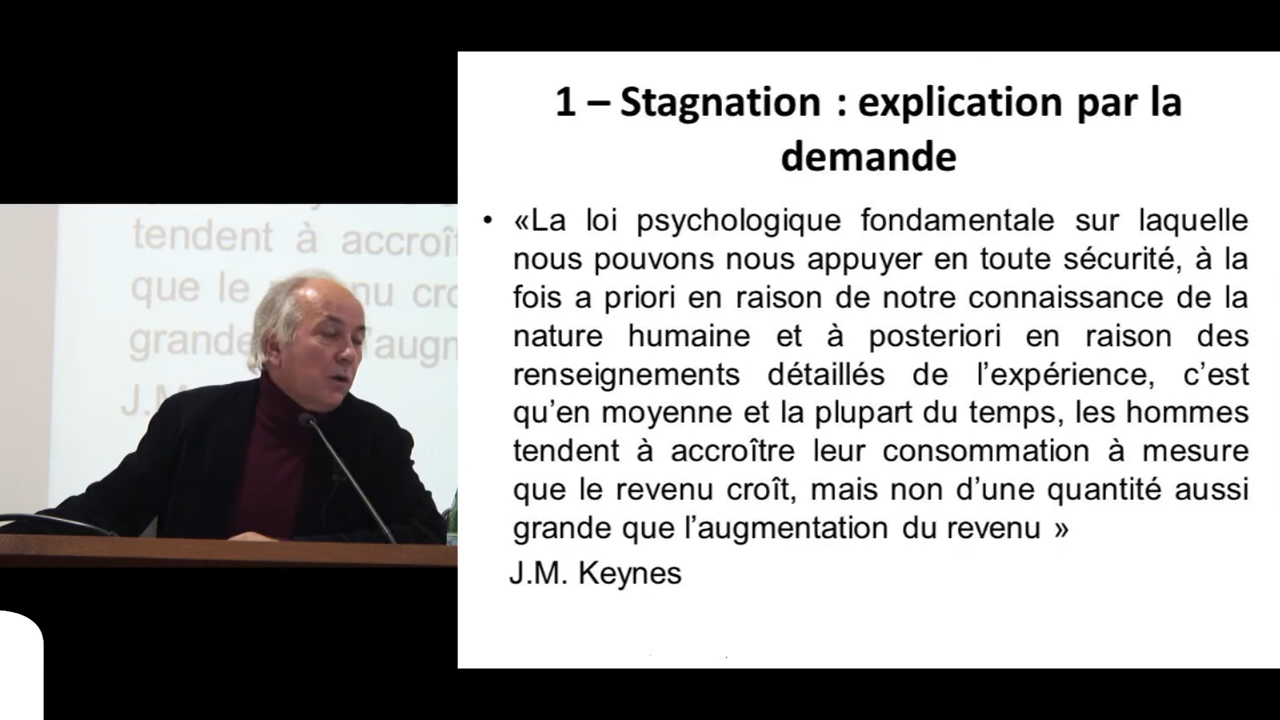 1 – Stagnation : explication par la
demande
• «La loi psychologique fondamentale sur laquelle
nous pouvons nous appuyer en toute sécurité, à la
fois a priori en raison de notre connaissance de la
nature humaine et à posteriori en raison des
renseignements détaillés de l’expérience, c’est
qu’en moyenne et la plupart du temps, les hommes
tendent à accroître leur consommation à mesure
que le revenu croît, mais non d’une quantité aussi
grande que l’augmentation du revenu »
J.M. Keynes
tendent à accroî
que le nu cro
grande augn
J.M